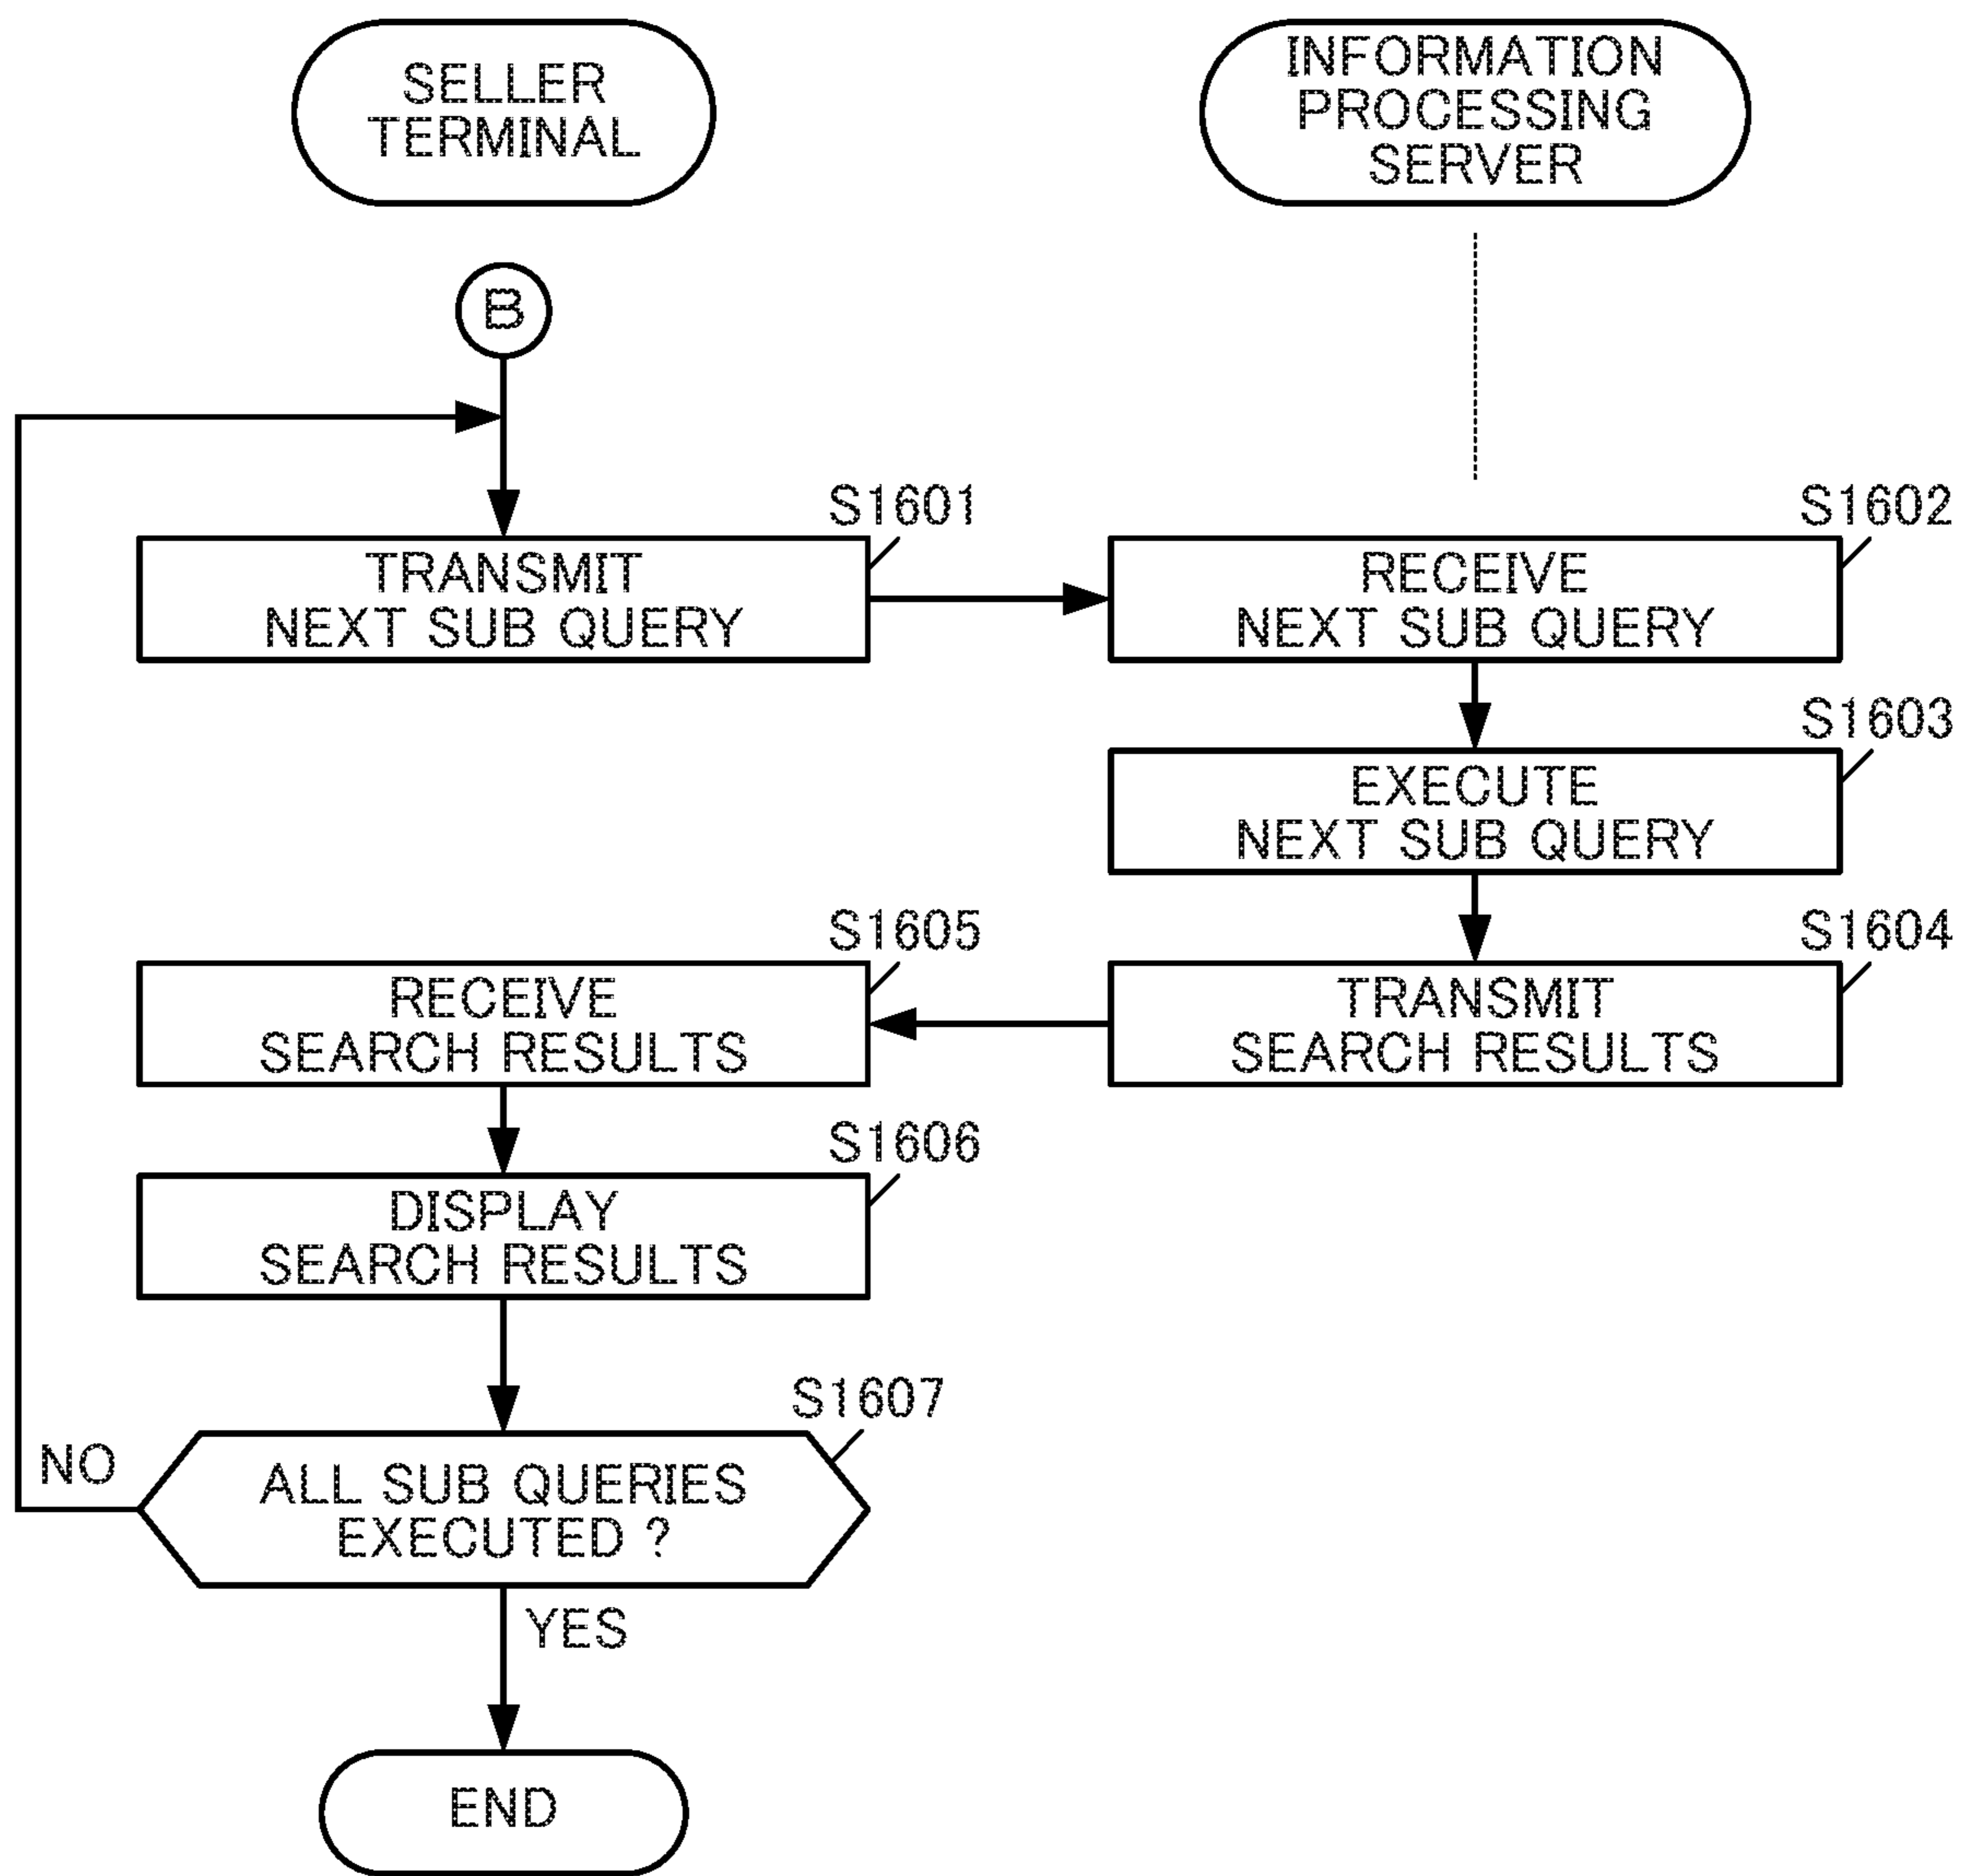 SELLER
TERMINAL
INFORMATION
PROCESSING
SERVER
B
S1601
TRANSMIT
NEXT SUB QUERY
S1602
RECEIVE
NEXT SUB QUERY
S1603
EXECUTE
NEXT SUB QUERY
S1604
TRANSMIT
SEARCH RESULTS
S1605
RECEIVE
SEARCH RESULTS
S1606
DISPLAY
SEARCH RESULTS
S1607
ALL SUB QUERIES
EXECUTED ?
NO
YES
END